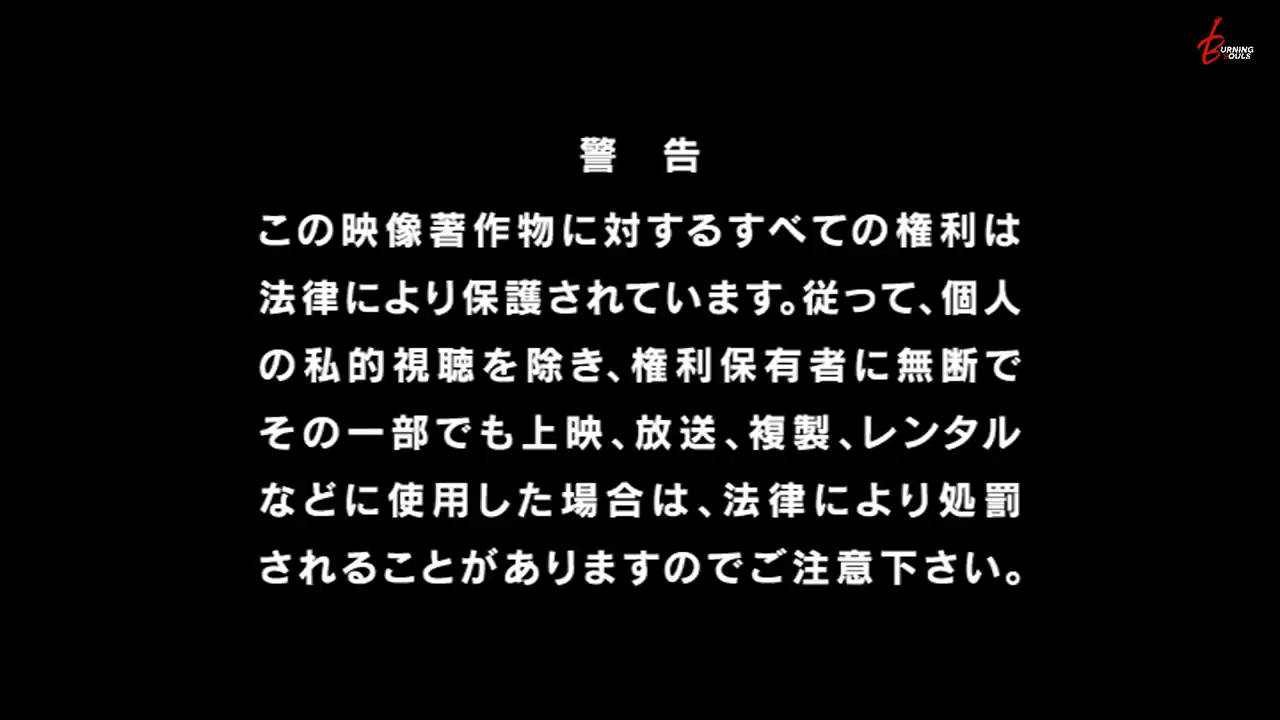 BURNING
SOULS
警 告
この映像著作物に対するすべての権利は
法律により保護されています。従って、個人
の私的視聴を除き、権利保有者に無断で
その一部でも上映、放送、複製、レンタル
などに使用した場合は、法律により処罰
されることがありますのでご注意下さい。